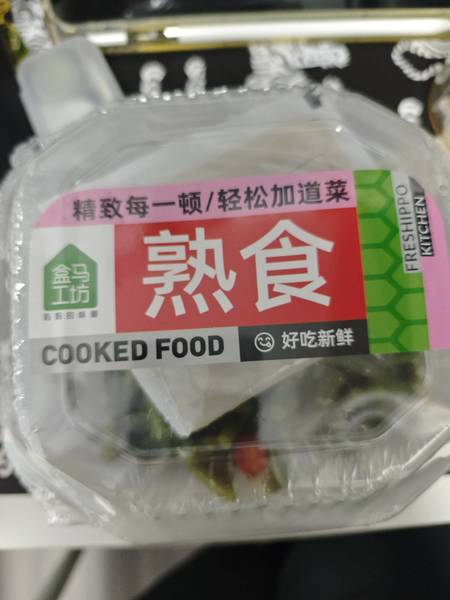 精致每一顿/轻松加道菜
盒马
工坊
熟食
COOKED FOOD
好吃新鲜
FRESHIPPO
KITCHEN